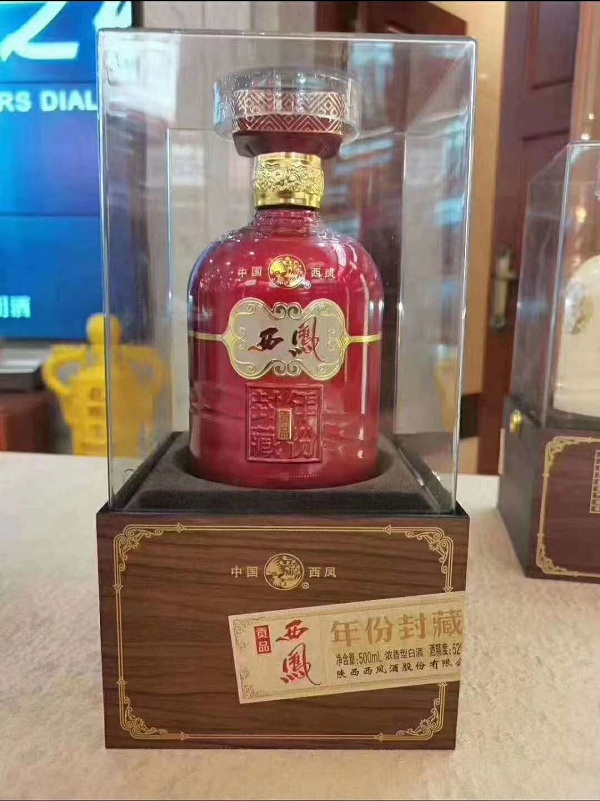 RS DIAL
司酒
中国 西凤
西鳳
年份
封藏
中国 西凤
贡品
西鳳
年份封藏
净含量:500mL 浓香型白酒 酒精度:52
陕西西凤酒股份有限公